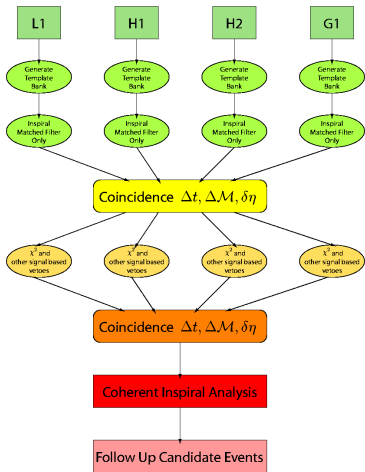 L1
H1
H2
G1
Generate
Template
Bank
Generate
Template
Bank
Generate
Template
Bank
Generate
Template
Bank
Inspiral
Matched Filter
Only
Inspiral
Matched Filter
Only
Inspiral
Matched Filter
Only
Inspiral
Matched Filter
Only
Coincidence Δt, Δℳ, δη
χ² and
other signal based
vetoes
χ² and
other signal based
vetoes
χ² and
other signal based
vetoes
χ² and
other signal based
vetoes
Coincidence Δt, Δℳ, δη
Coherent Inspiral Analysis
Follow Up Candidate Events